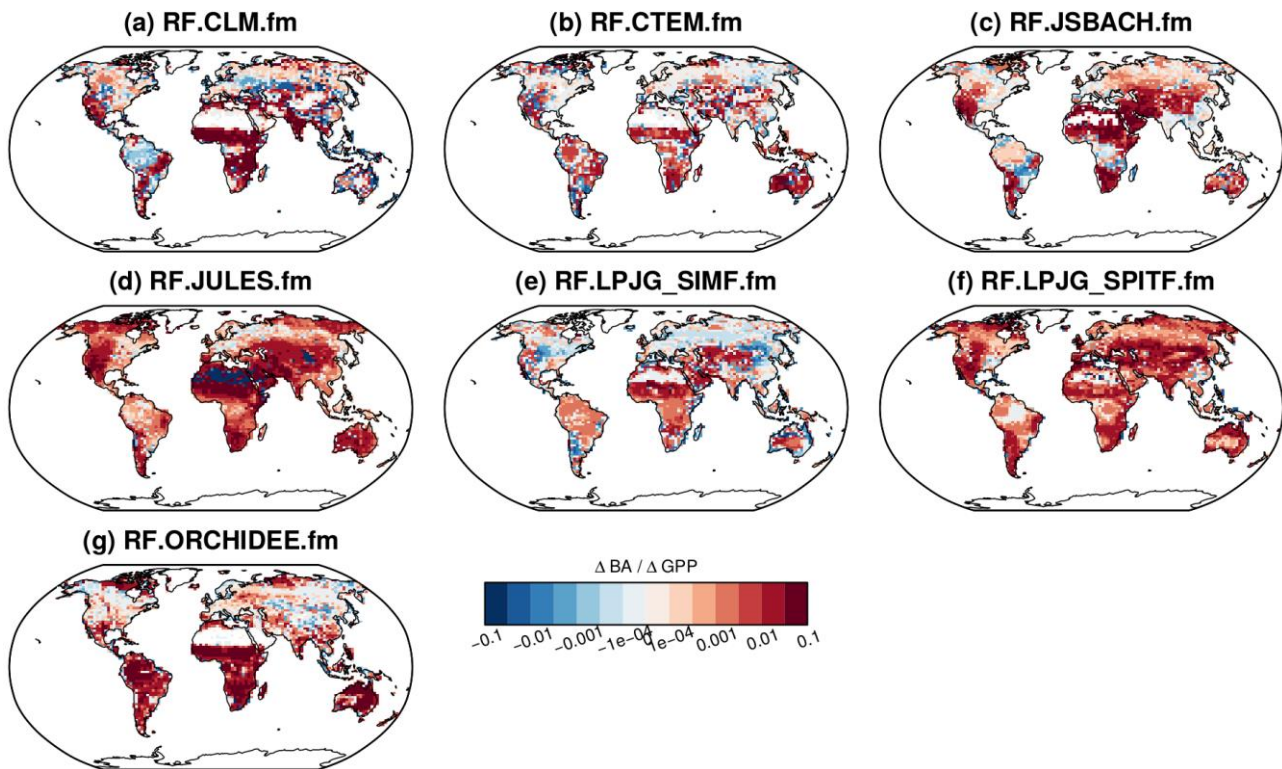 (a) RF.CLM.fm
(b) RF.CTEM.fm
(c) RF.JSBACH.fm
(d) RF.JULES.fm
(e) RF.LPJG_SIMF.fm
(f) RF.LPJG_SPITF.fm
(g) RF.ORCHIDEE.fm
Δ BA / Δ GPP
−0.1 −0.01 −0.001 −1e−04 0 1e−04 0.001 0.01 0.1